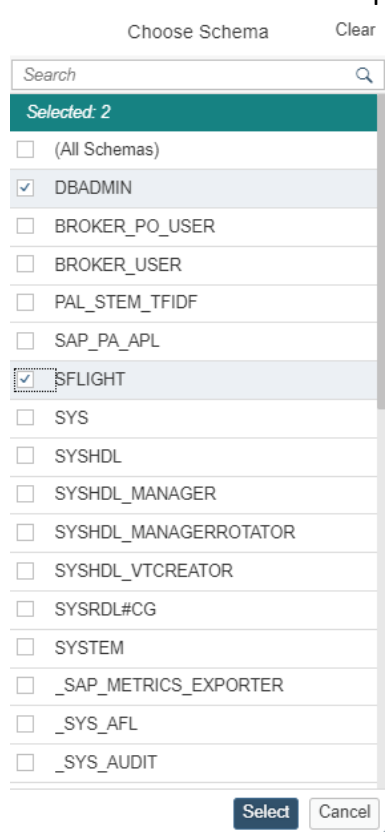 Choose Schema Clear
Search
Selected: 2
(All Schemas)
DBADMIN
BROKER_PO_USER
BROKER_USER
PAL_STEM_TFIDF
SAP_PA_APL
SFLIGHT
SYS
SYSHDL
SYSHDL_MANAGER
SYSHDL_MANAGERROTATOR
SYSHDL_VTCREATOR
SYSRDL#CG
SYSTEM
_SAP_METRICS_EXPORTER
_SYS_AFL
_SYS_AUDIT
Select Cancel